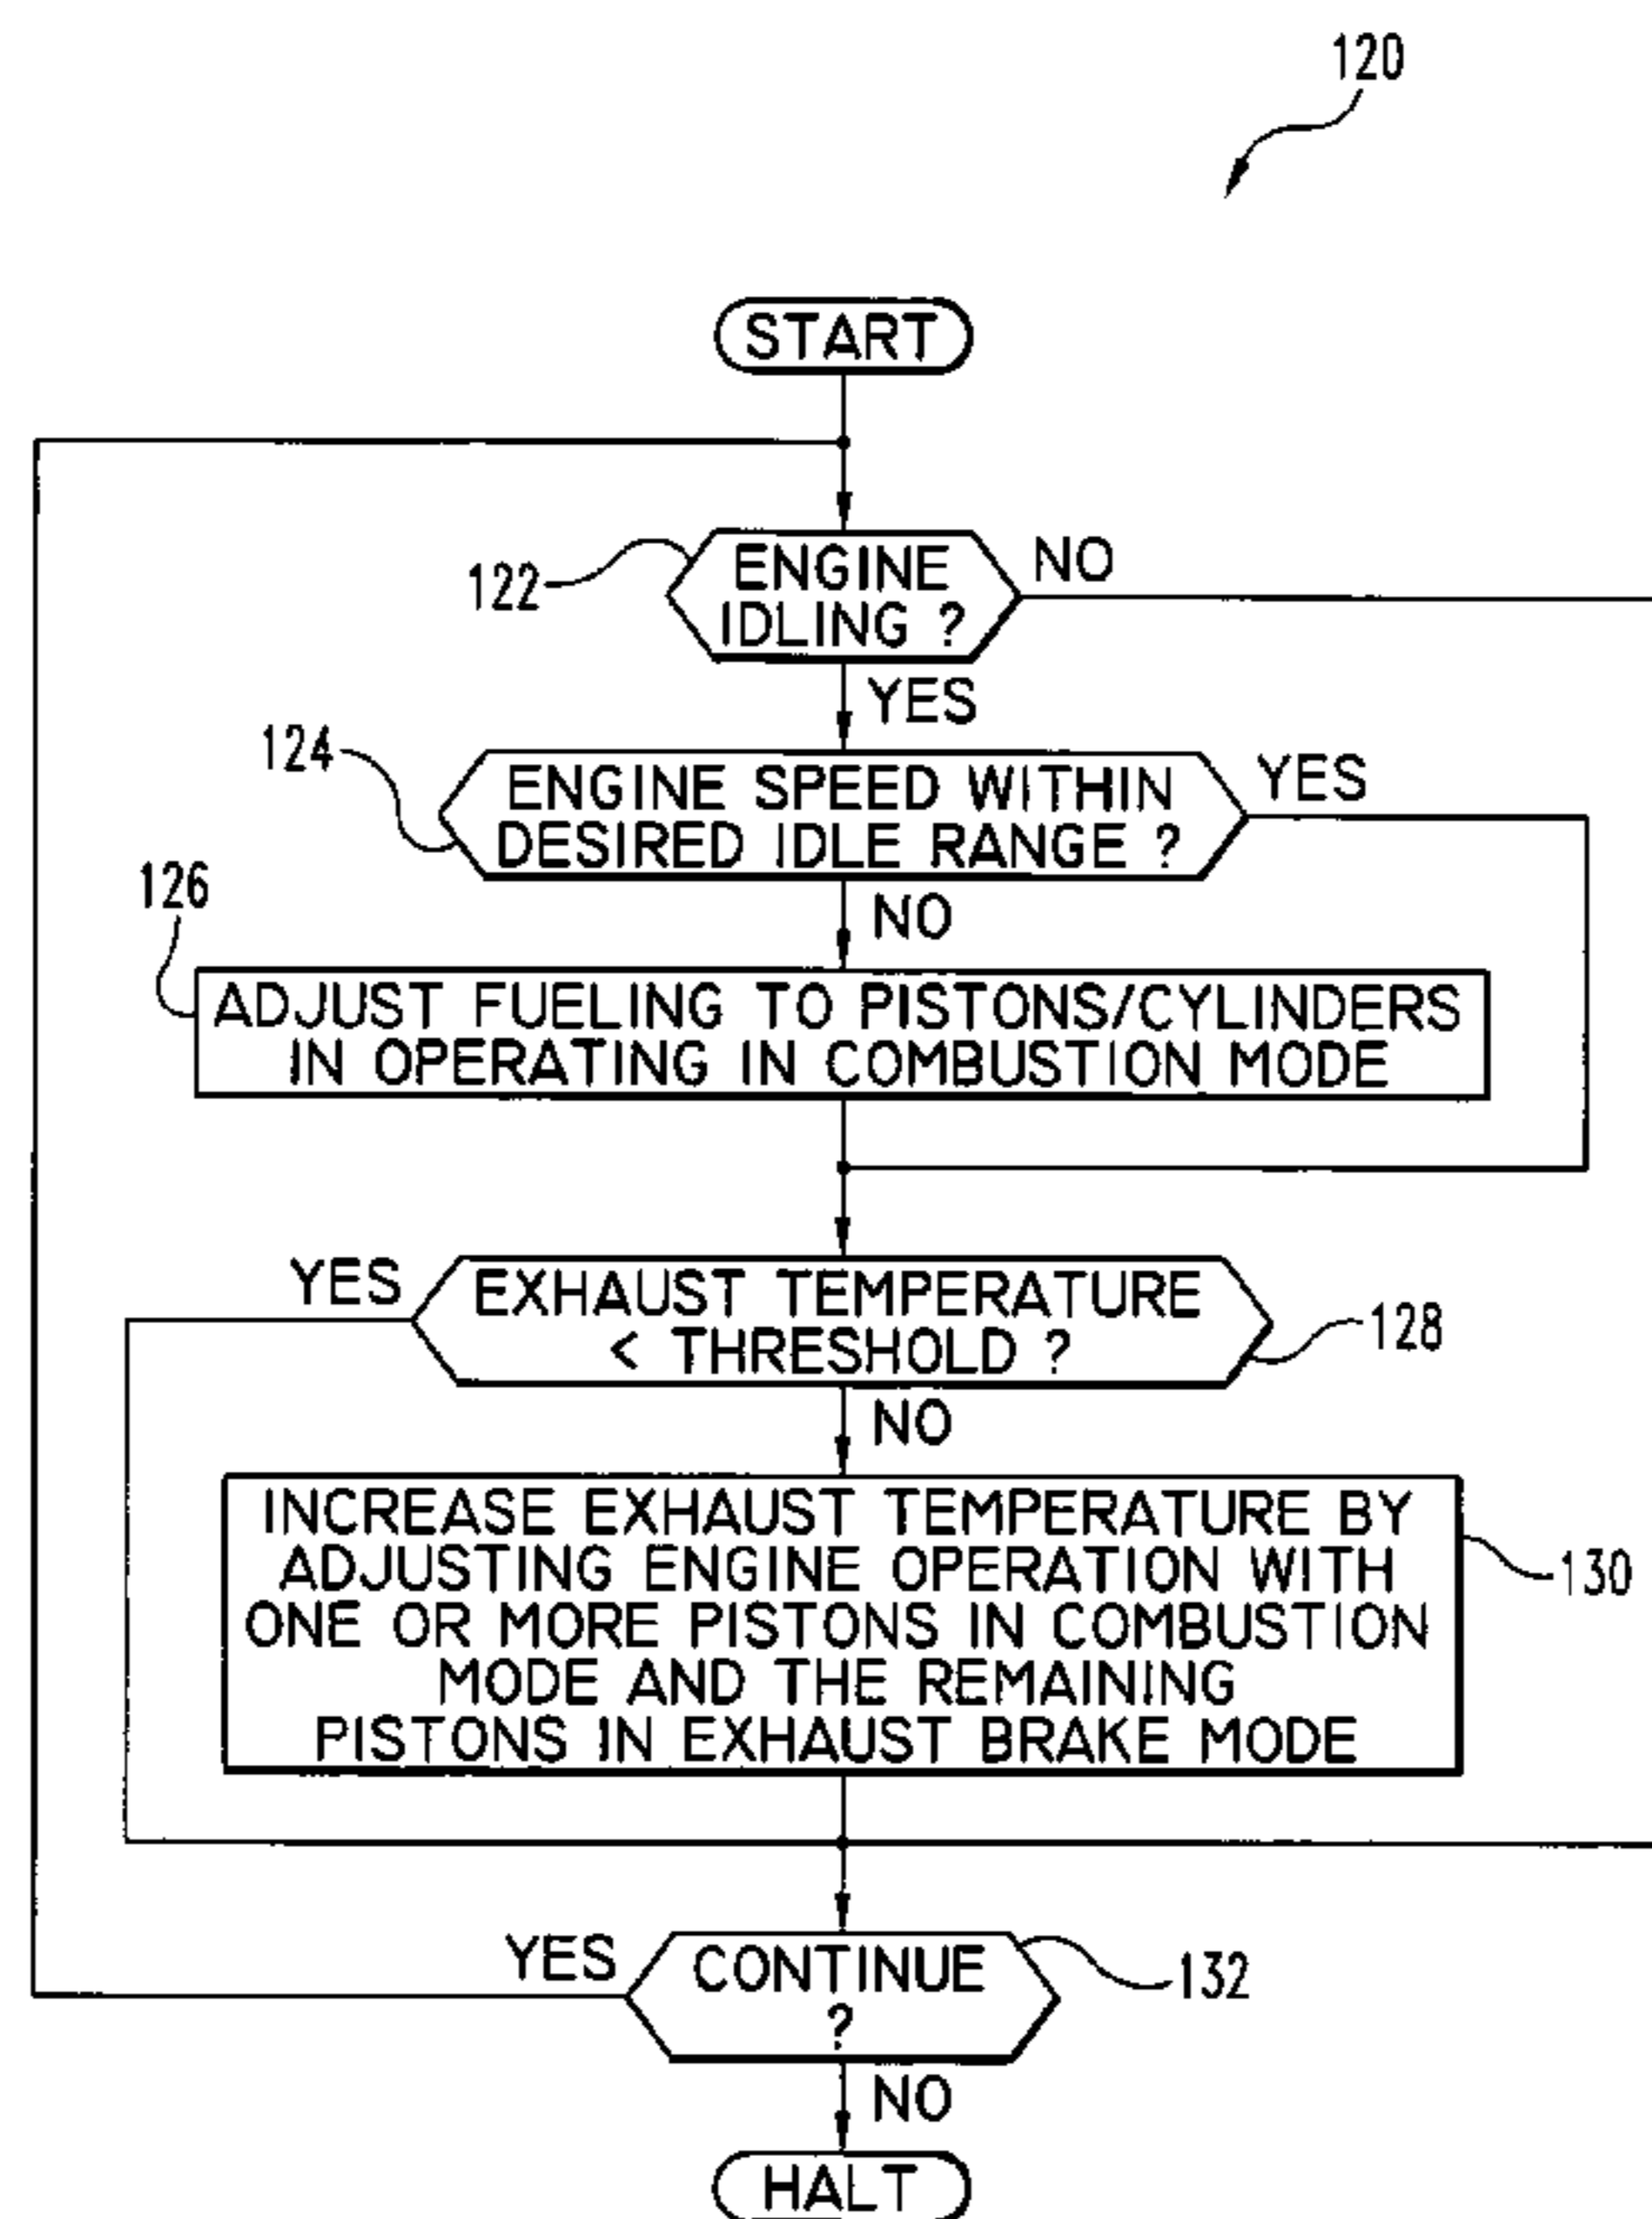 120
START
122
ENGINE
IDLING ?
NO
YES
124
ENGINE SPEED WITHIN
DESIRED IDLE RANGE ?
YES
NO
126
ADJUST FUELING TO PISTONS/CYLINDERS
IN OPERATING IN COMBUSTION MODE
YES
EXHAUST TEMPERATURE
< THRESHOLD ?
128
NO
INCREASE EXHAUST TEMPERATURE BY
ADJUSTING ENGINE OPERATION WITH
ONE OR MORE PISTONS IN COMBUSTION
MODE AND THE REMAINING
PISTONS IN EXHAUST BRAKE MODE
130
YES
CONTINUE
?
132
NO
HALT